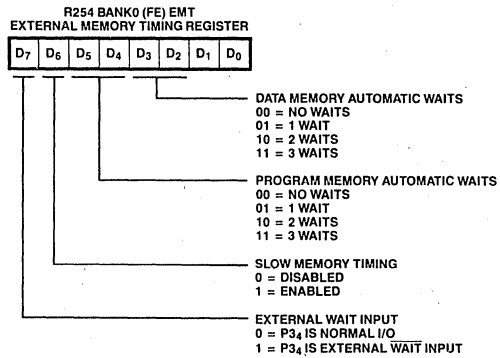 R254 BANK0 (FE) EMT
EXTERNAL MEMORY TIMING REGISTER
D7 D6 D5 D4 D3 D2 D1 D0
DATA MEMORY AUTOMATIC WAITS
00 = NO WAITS
01 = 1 WAIT
10 = 2 WAITS
11 = 3 WAITS
PROGRAM MEMORY AUTOMATIC WAITS
00 = NO WAITS
01 = 1 WAIT
10 = 2 WAITS
11 = 3 WAITS
SLOW MEMORY TIMING
0 = DISABLED
1 = ENABLED
EXTERNAL WAIT INPUT
0 = P34 IS NORMAL I/O
1 = P34 IS EXTERNAL WAIT INPUT